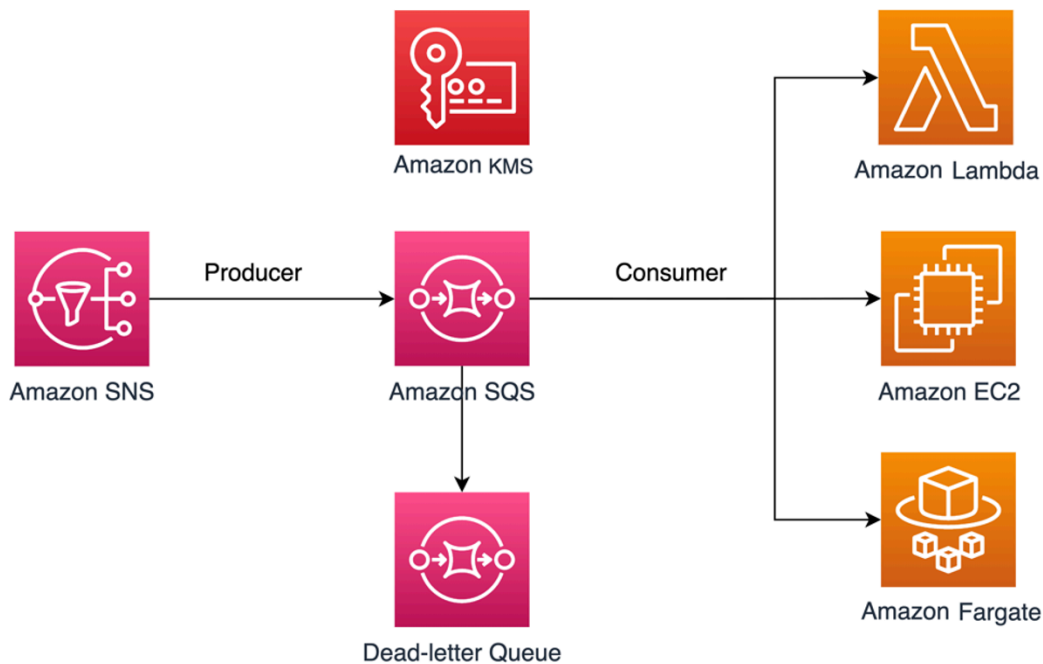 Amazon KMS
Amazon Lambda
Producer
Consumer
Amazon SNS
Amazon SQS
Amazon EC2
Amazon Fargate
Dead-letter Queue